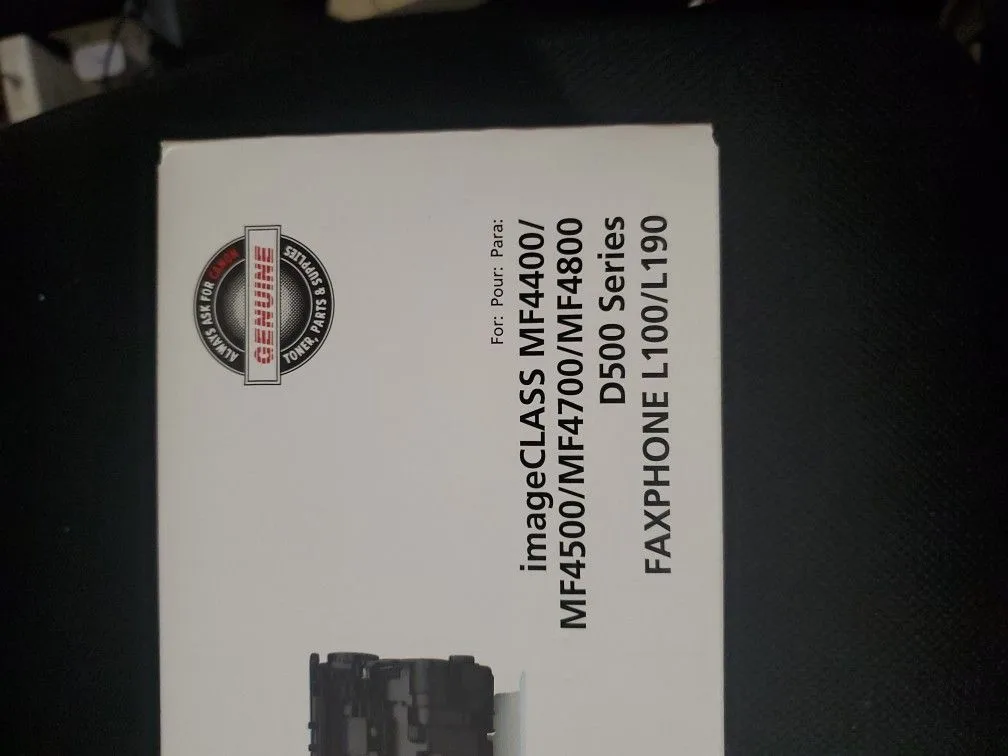 ALWAYS ASK FOR CANON
GENUINE
TONER, PARTS & SUPPLIES
For: Pour: Para:
imageCLASS MF4400/
MF4500/MF4700/MF4800
D500 Series
FAXPHONE L100/L190